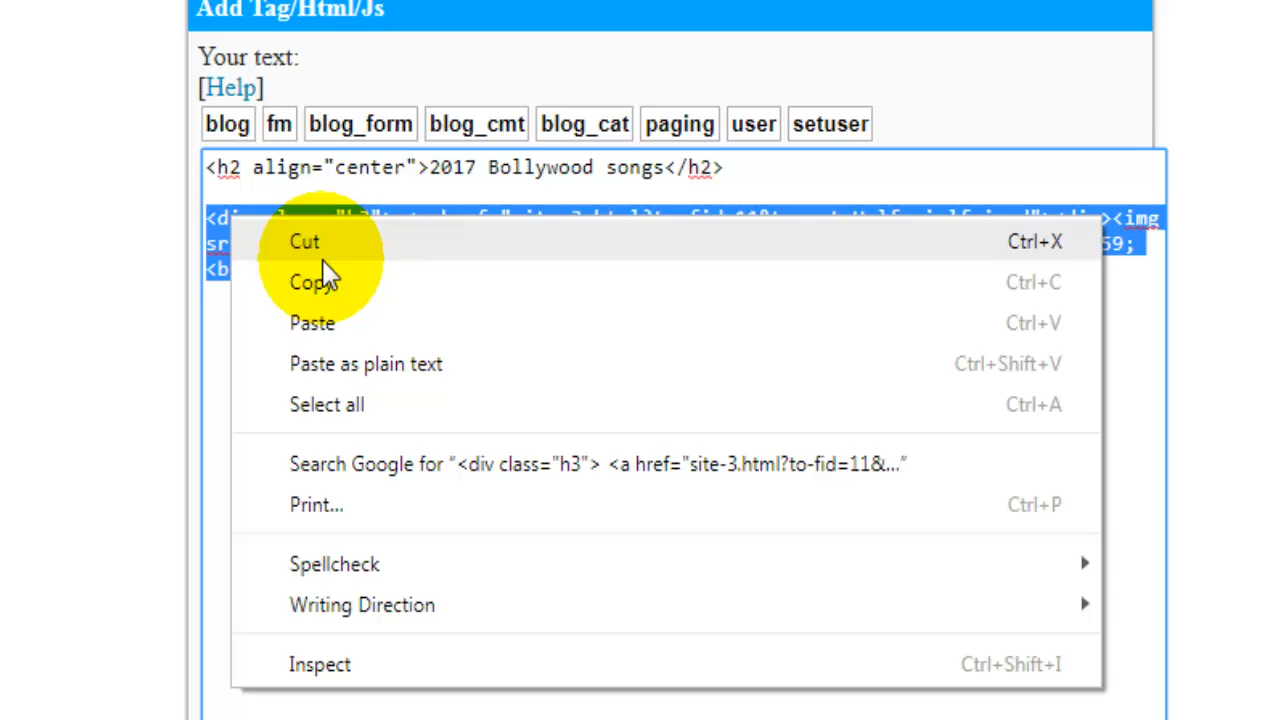 Add Tag/Html/Js
Your text:
[Help]
blog fm blog_form blog_cmt blog_cat paging user setuser
<h2 align="center">2017 Bollywood songs</h2>
<di ><img
sr 59;
<b
Cut Ctrl+X
Copy Ctrl+C
Paste Ctrl+V
Paste as plain text Ctrl+Shift+V
Select all Ctrl+A
Search Google for “<div class="h3"> <a href="site-3.html?to-fid=11&...”
Print... Ctrl+P
Spellcheck
Writing Direction
Inspect Ctrl+Shift+I